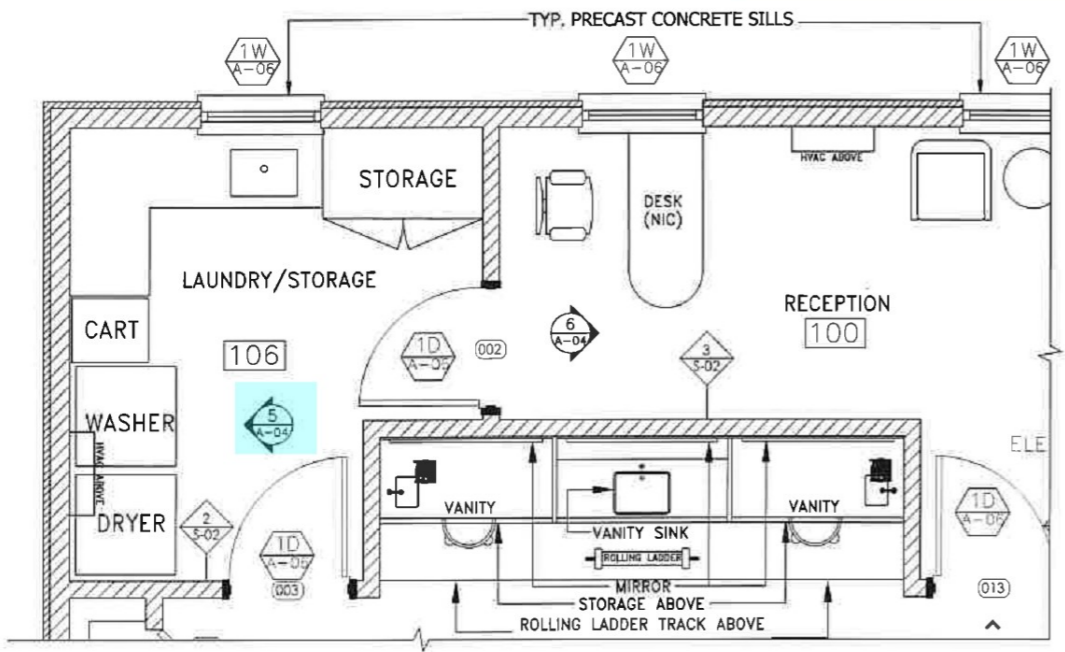 TYP. PRECAST CONCRETE SILLS
1W
A-06
1W
A-06
1W
A-06
HVAC ABOVE
STORAGE
DESK
(NIC)
LAUNDRY/STORAGE
RECEPTION
100
CART
106
1D
A-06
002
6
A-04
3
S-02
WASHER
5
A-04
HVAC ABOVE
ELE
DRYER
VANITY
VANITY
1D
A-06
2
S-02
VANITY SINK
1D
A-06
ROLLING LADDER
003
MIRROR
013
STORAGE ABOVE
ROLLING LADDER TRACK ABOVE